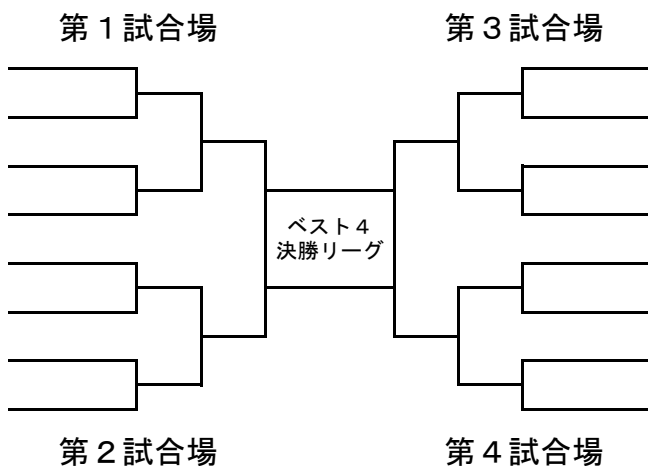 第１試合場
第３試合場
ベスト４
決勝リーグ
第２試合場
第４試合場